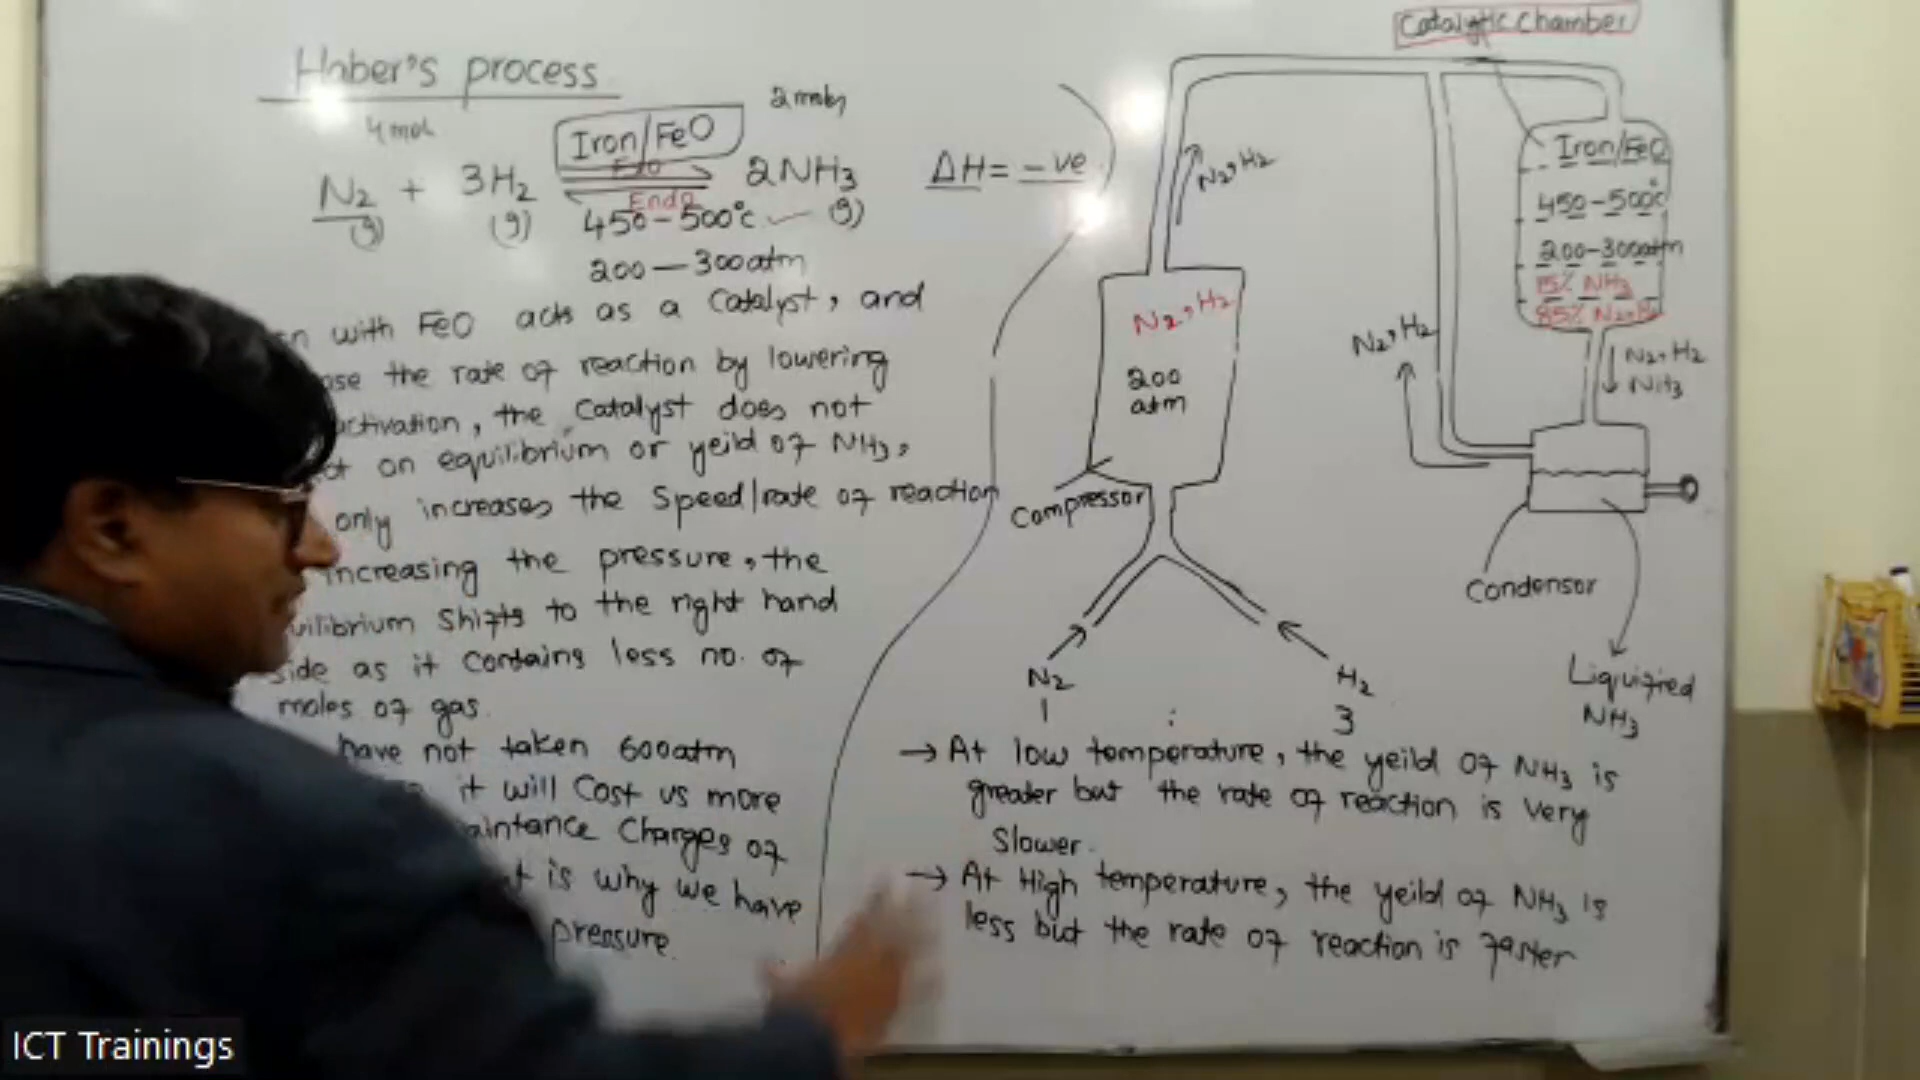 Haber's process
4 mol
2 moles
Iron/FeO
Exo
N2 + 3H2 2NH3 ΔH = -ve
Endo
(g) (g) (g)
450-500°c
200-300atm
with FeO acts as a Catalyst, and
the rate of reaction by lowering
activation, the Catalyst does not
on equilibrium or yeild of NH3,
only increases the Speed/rate of reaction
increasing the pressure, the
shifts to the right hand
side as it Contains less no. of
moles of gas.
have not taken 600atm
it will Cost us more
Charges of
is why we have
pressure.
Catalytic Chamber
Iron/FeO
450-500°c
200-300atm
15% NH3
85% N2,H2
N2,H2
N2,H2
200
atm
Compressor
N2,H2
N2,H2
NH3
Condensor
Liquified
NH3
N2
1
H2
3
→ At low temperature, the yeild of NH3 is
greater but the rate of reaction is very
Slower.
→ At High temperature, the yeild of NH3 is
less but the rate of reaction is faster
ICT Trainings